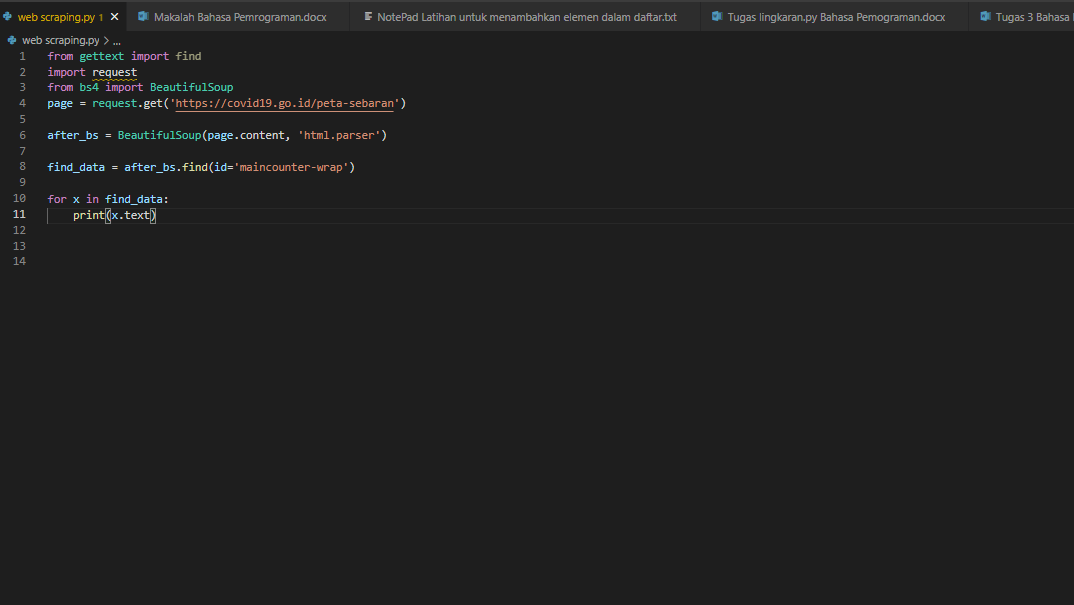 web scraping.py 1 Makalah Bahasa Pemrograman.docx NotePad Latihan untuk menambahkan elemen dalam daftar.txt Tugas lingkaran.py Bahasa Pemograman.docx Tugas 3 Bahasa
web scraping.py > ...
1 from gettext import find
2 import request
3 from bs4 import BeautifulSoup
4 page = request.get('https://covid19.go.id/peta-sebaran')
5
6 after_bs = BeautifulSoup(page.content, 'html.parser')
7
8 find_data = after_bs.find(id='maincounter-wrap')
9
10 for x in find_data:
11 print(x.text)
12
13
14